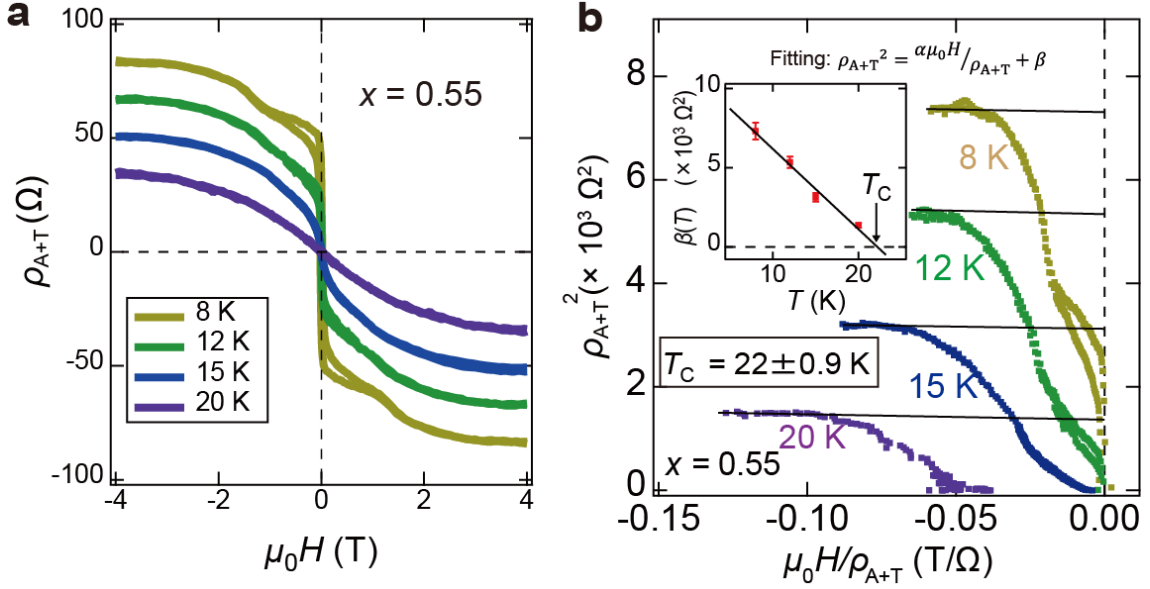 a
100
50
0
-50
-100
ρA+T (Ω)
x = 0.55
8 K
12 K
15 K
20 K
-4
-2
0
2
4
μ0H (T)
b
Fitting: ρA+T² = αμ0H/ρA+T + β
8
6
4
2
0
ρA+T² (× 10³ Ω²)
10
5
0
β(T) (× 10³ Ω²)
TC
10
20
T (K)
8 K
12 K
TC = 22±0.9 K
15 K
20 K
x = 0.55
-0.15
-0.10
-0.05
0.00
μ0H/ρA+T (T/Ω)